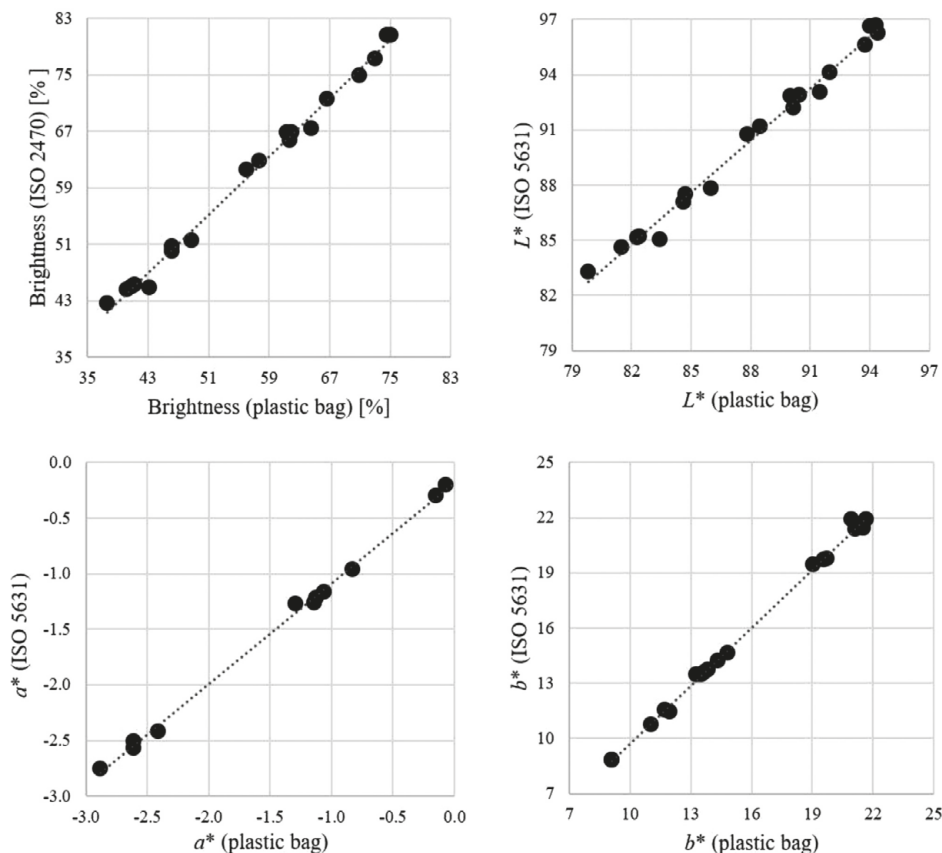 83
75
67
59
51
43
35
Brightness (ISO 2470) [% ]
35 43 51 59 67 75 83
Brightness (plastic bag) [%]
97
94
91
88
85
82
79
L* (ISO 5631)
79 82 85 88 91 94 97
L* (plastic bag)
0.0
-0.5
-1.0
-1.5
-2.0
-2.5
-3.0
a* (ISO 5631)
-3.0 -2.5 -2.0 -1.5 -1.0 -0.5 0.0
a* (plastic bag)
25
22
19
16
13
10
7
b* (ISO 5631)
7 10 13 16 19 22 25
b* (plastic bag)